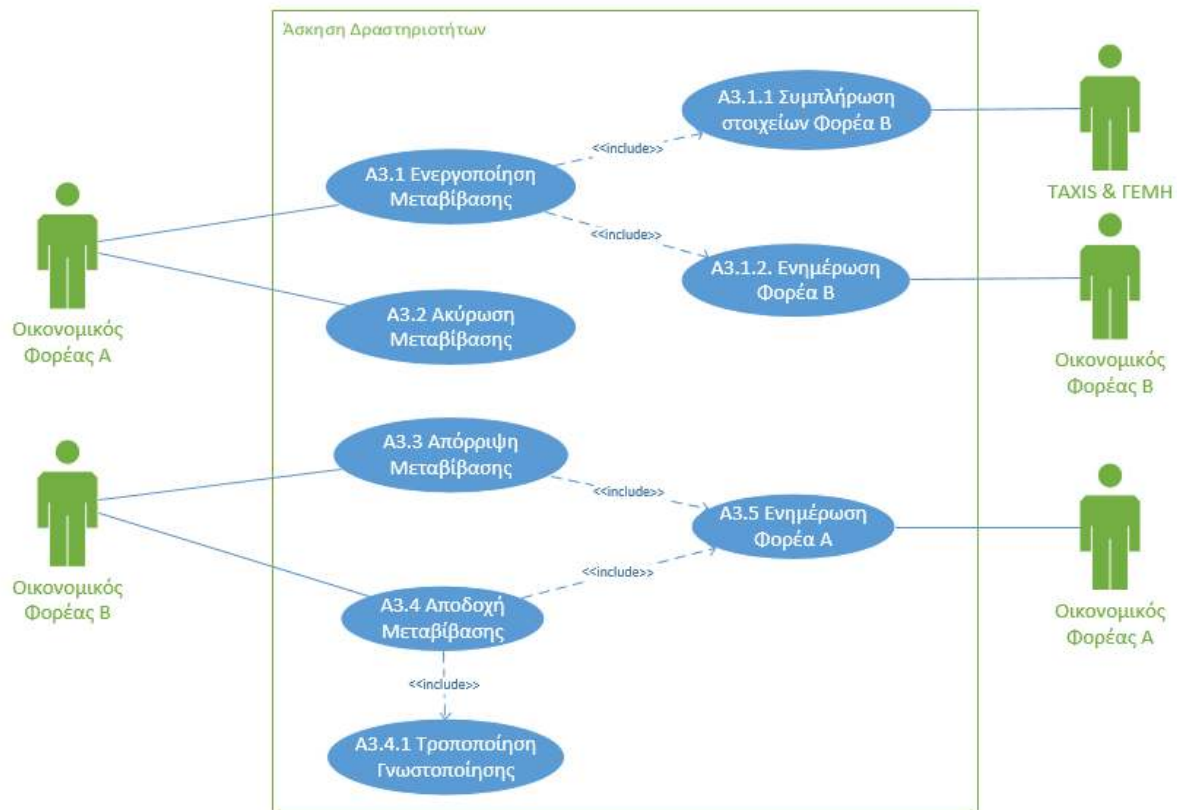 Άσκηση Δραστηριοτήτων
Α3.1.1 Συμπλήρωση
στοιχείων Φορέα Β
<<include>>
Α3.1 Ενεργοποίηση
Μεταβίβασης
TAXIS & ΓΕΜΗ
<<include>>
Α3.1.2. Ενημέρωση
Φορέα Β
Α3.2 Ακύρωση
Μεταβίβασης
Οικονομικός
Φορέας Α
Οικονομικός
Φορέας Β
Α3.3 Απόρριψη
Μεταβίβασης
<<include>>
Α3.5 Ενημέρωση
Φορέα Α
<<include>>
Οικονομικός
Φορέας Β
Α3.4 Αποδοχή
Μεταβίβασης
Οικονομικός
Φορέας Α
<<include>>
Α3.4.1 Τροποποίηση
Γνωστοποίησης